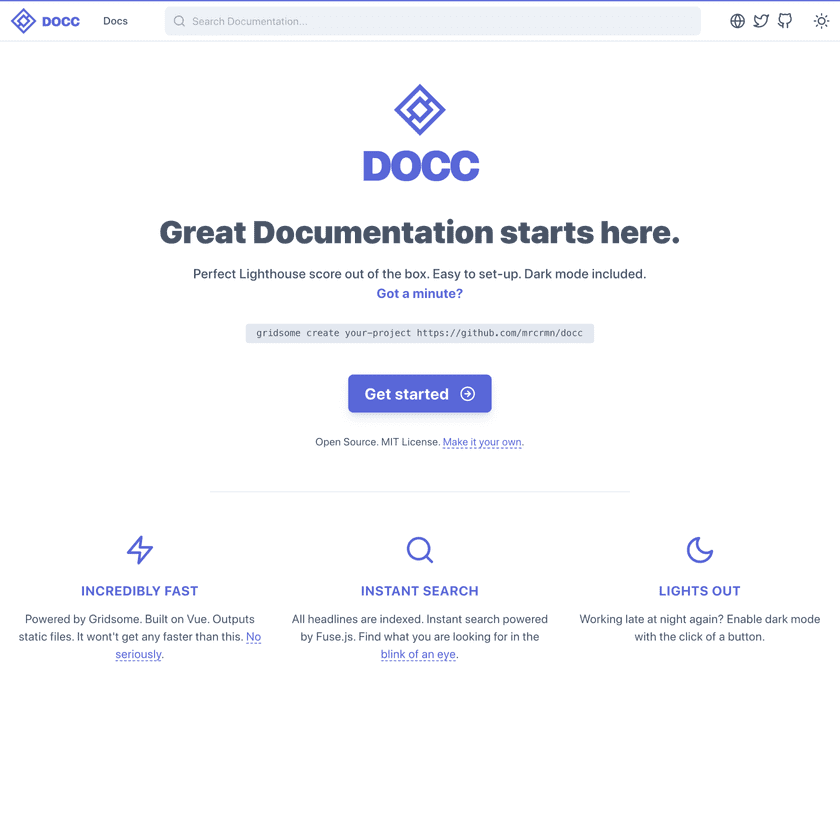 DOCC
Docs
Search Documentation...
DOCC
Great Documentation starts here.
Perfect Lighthouse score out of the box. Easy to set-up. Dark mode included.
Got a minute?
gridsome create your-project https://github.com/mrcrmn/docc
Get started
Open Source. MIT License. Make it your own.
INCREDIBLY FAST
Powered by Gridsome. Built on Vue. Outputs
static files. It won't get any faster than this. No
seriously.
INSTANT SEARCH
All headlines are indexed. Instant search powered
by Fuse.js. Find what you are looking for in the
blink of an eye.
LIGHTS OUT
Working late at night again? Enable dark mode
with the click of a button.